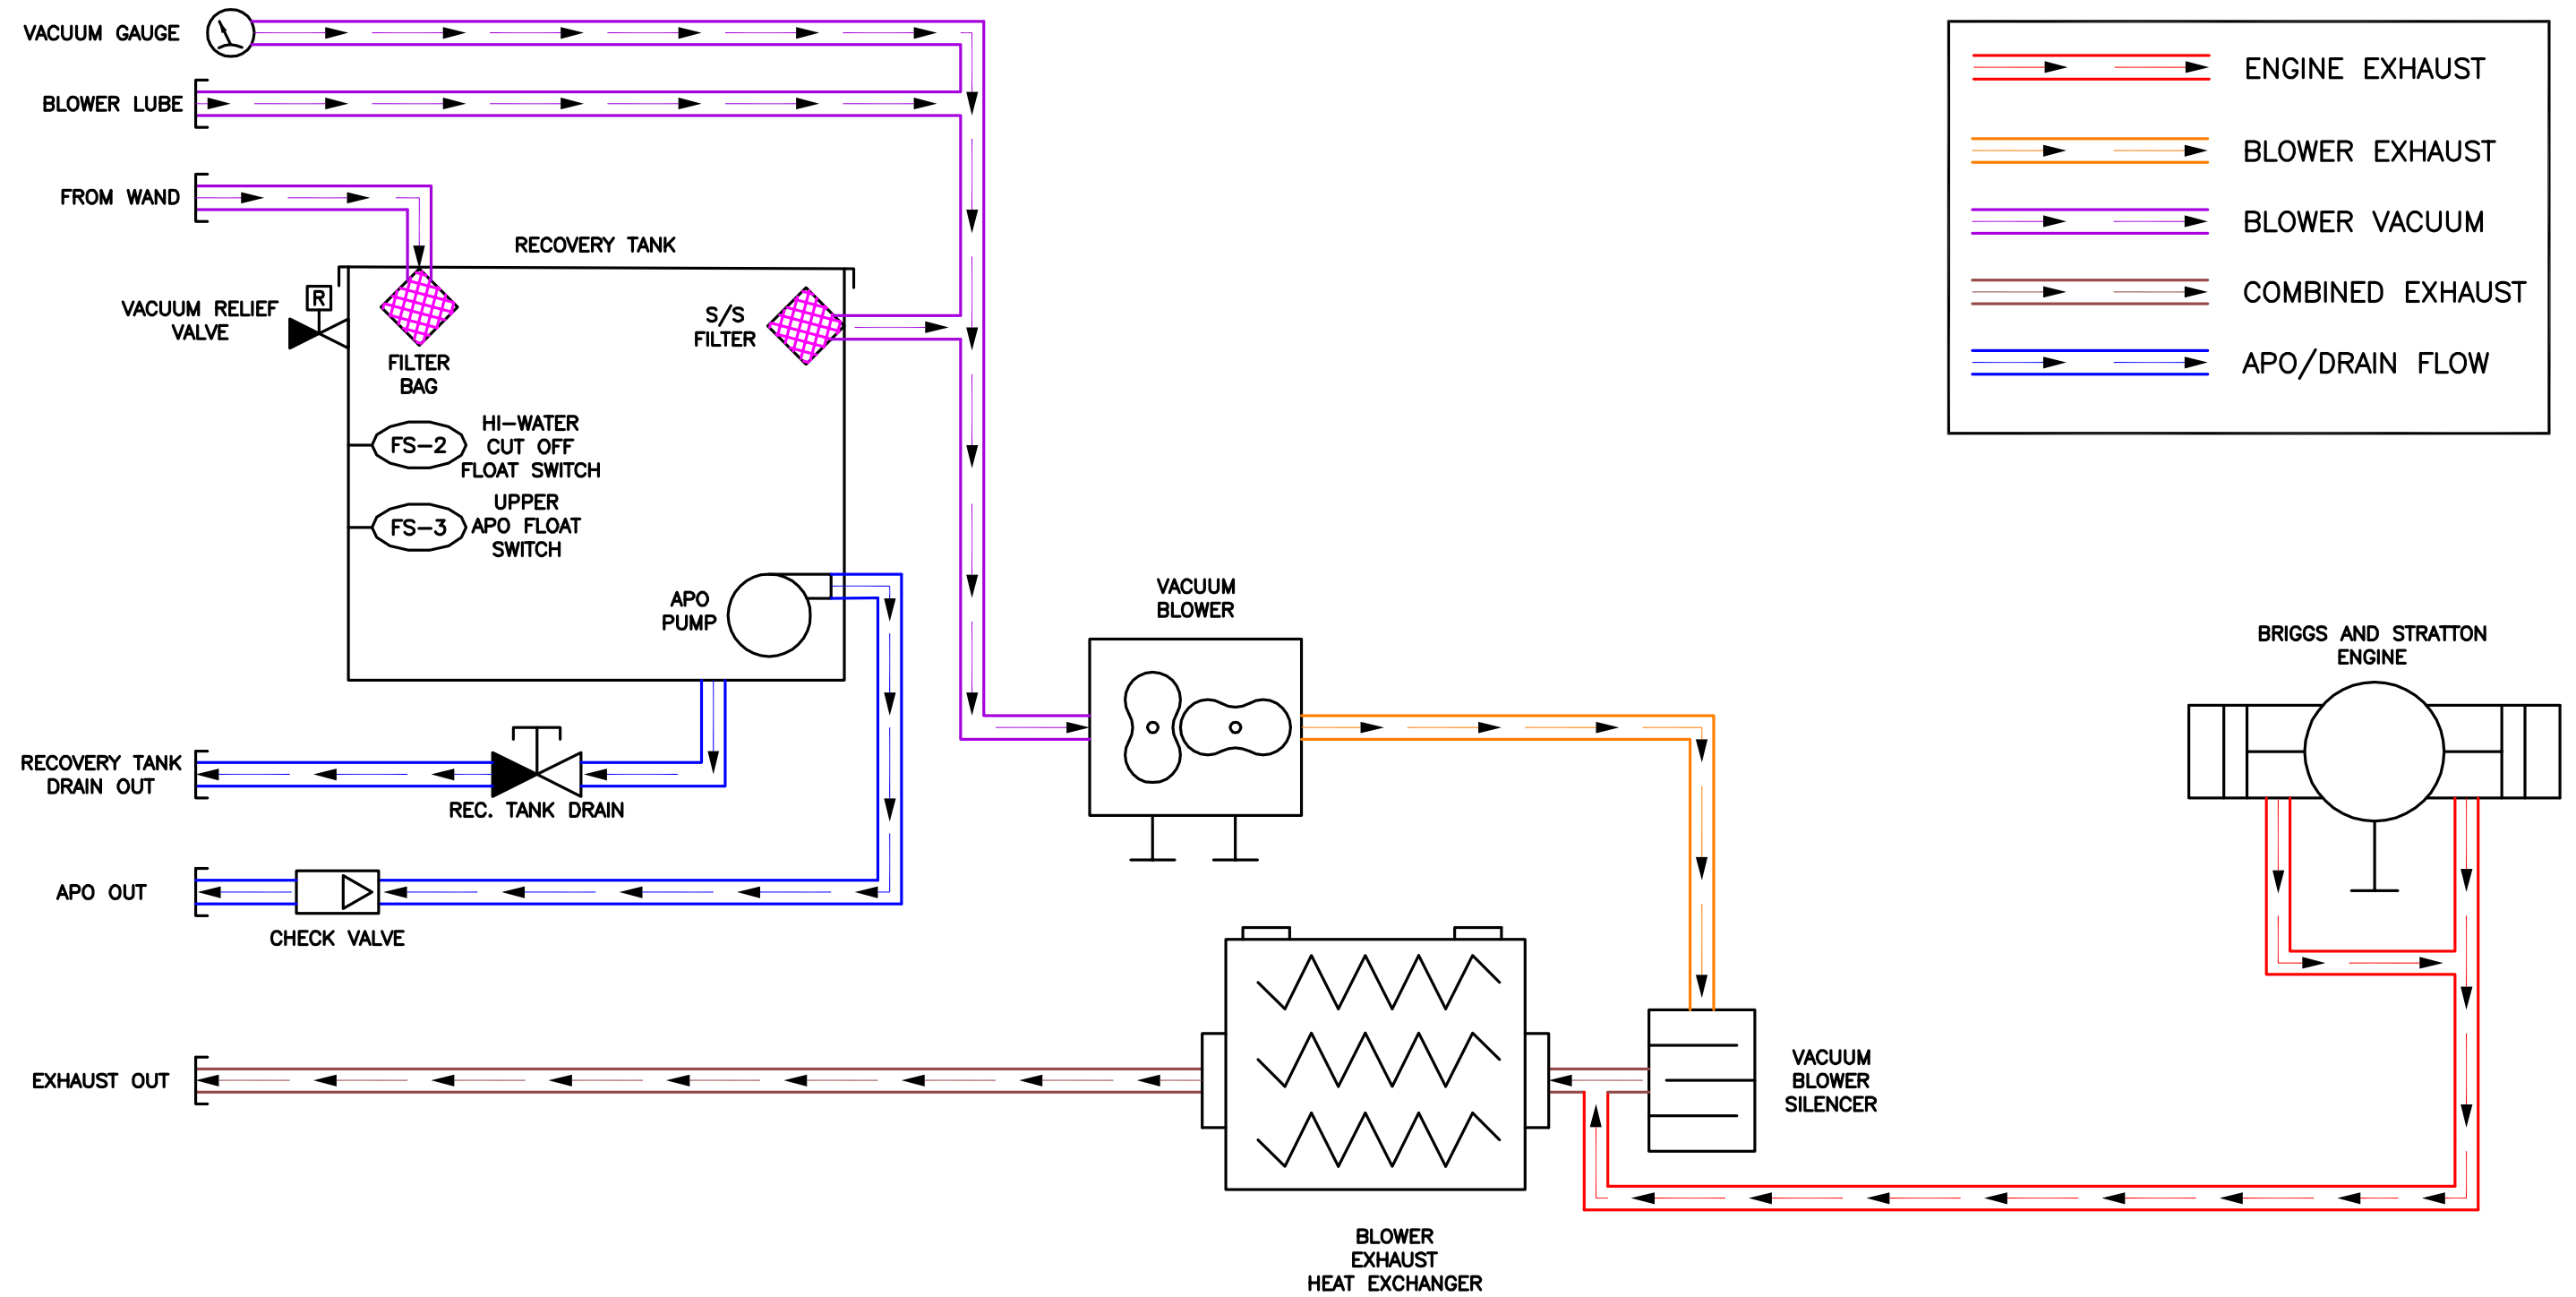 VACUUM GAUGE
BLOWER LUBE
FROM WAND
RECOVERY TANK
VACUUM RELIEF
VALVE
R
FILTER
BAG
S/S
FILTER
FS-2
HI-WATER
CUT OFF
FLOAT SWITCH
FS-3
UPPER
APO FLOAT
SWITCH
APO
PUMP
RECOVERY TANK
DRAIN OUT
REC. TANK DRAIN
APO OUT
CHECK VALVE
EXHAUST OUT
VACUUM
BLOWER
BLOWER
EXHAUST
HEAT EXCHANGER
VACUUM
BLOWER
SILENCER
BRIGGS AND STRATTON
ENGINE
ENGINE EXHAUST
BLOWER EXHAUST
BLOWER VACUUM
COMBINED EXHAUST
APO/DRAIN FLOW